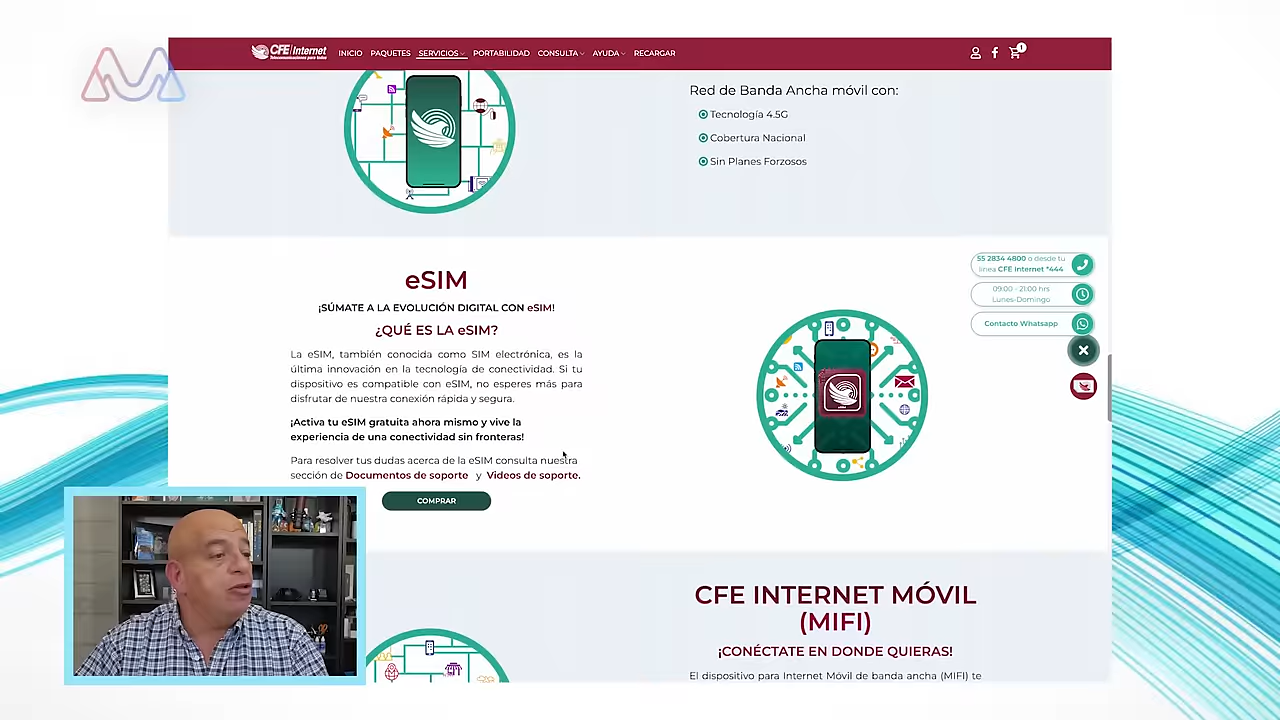 CFE Internet
Telecomunicaciones para todos
INICIO PAQUETES SERVICIOS PORTABILIDAD CONSULTA AYUDA RECARGAR
1
Red de Banda Ancha móvil con:
Tecnología 4.5G
Cobertura Nacional
Sin Planes Forzosos
55 2834 4800 o desde tu
línea CFE Internet *444
09:00 - 21:00 hrs
Lunes-Domingo
Contacto Whatsapp
eSIM
¡SÚMATE A LA EVOLUCIÓN DIGITAL CON eSIM!
¿QUÉ ES LA eSIM?
La eSIM, también conocida como SIM electrónica, es la
última innovación en la tecnología de conectividad. Si tu
dispositivo es compatible con eSIM, no esperes más para
disfrutar de nuestra conexión rápida y segura.
¡Activa tu eSIM gratuita ahora mismo y vive la
experiencia de una conectividad sin fronteras!
Para resolver tus dudas acerca de la eSIM consulta nuestra
sección de Documentos de soporte y Videos de soporte.
COMPRAR
CFE INTERNET MÓVIL
(MIFI)
¡CONÉCTATE EN DONDE QUIERAS!
El dispositivo para Internet Móvil de banda ancha (MIFI) te